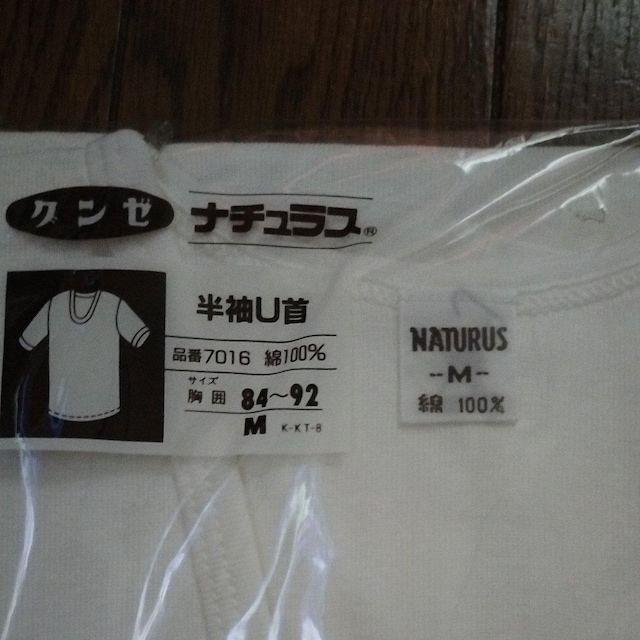 グンゼ
ナチュラス®
半袖U首
品番7016 綿100%
サイズ
胸囲 84~92
M K-KT-8
NATURUS
-M-
綿 100%